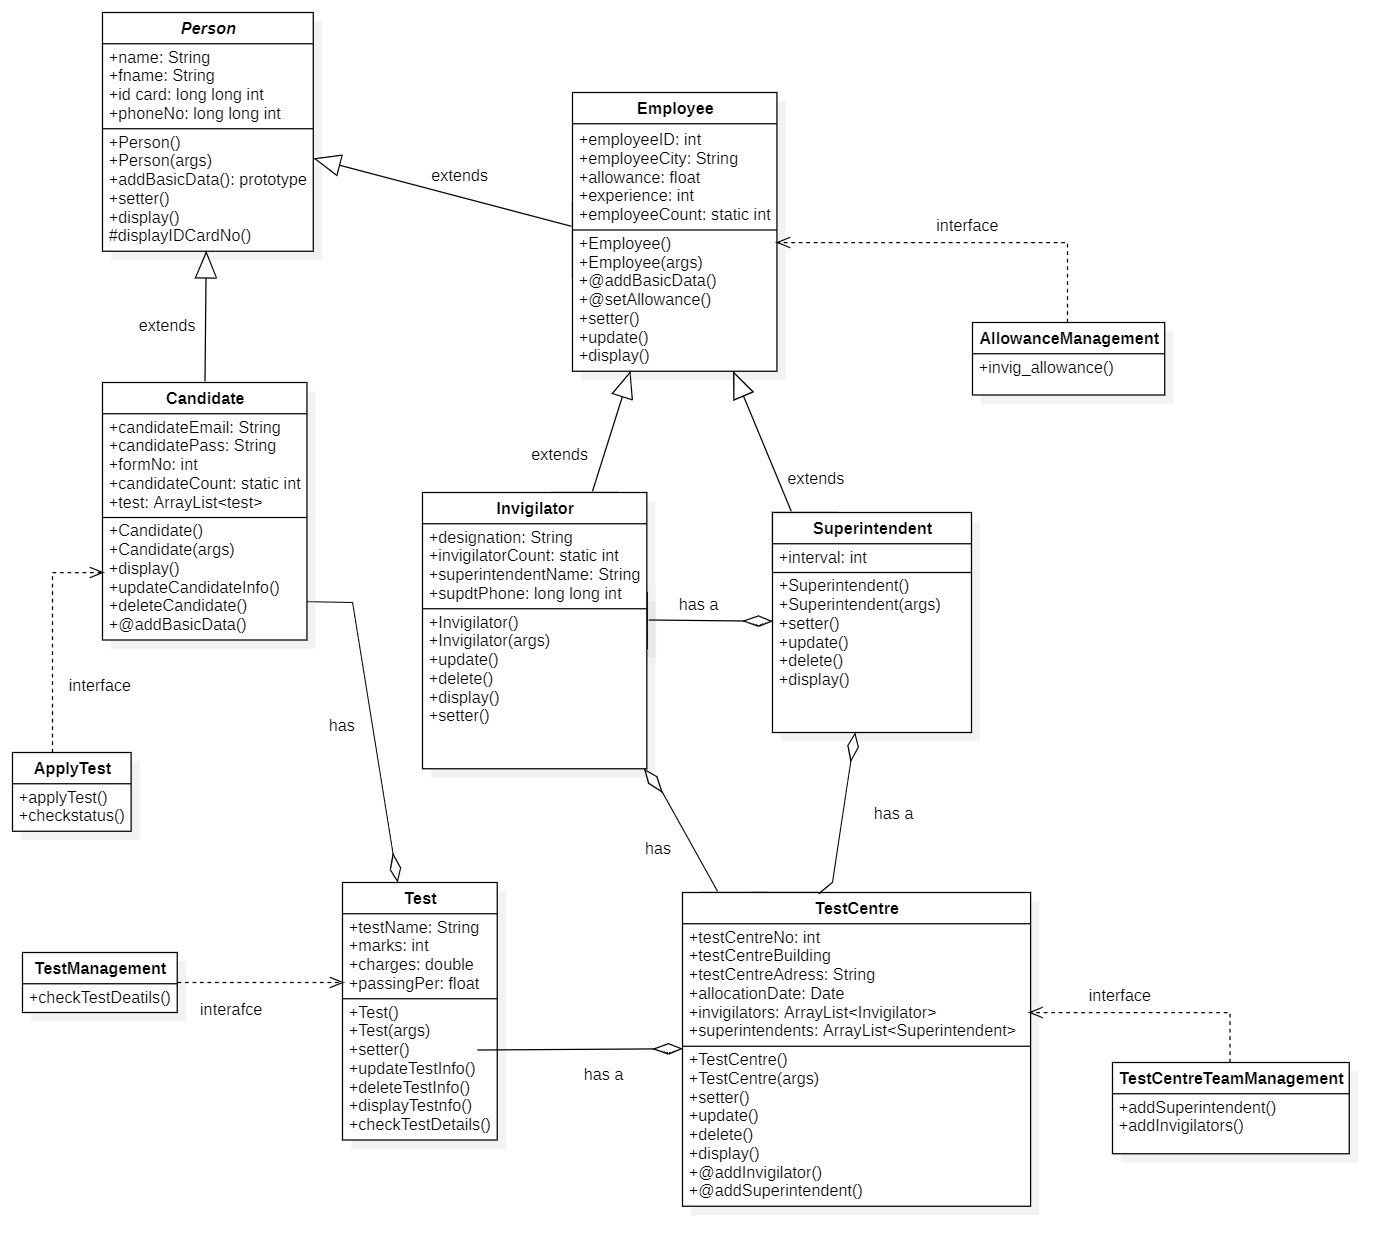 Person
+name: String
+fname: String
+id card: long long int
+phoneNo: long long int
+Person()
+Person(args)
+addBasicData(): prototype
+setter()
+display()
#displayIDCardNo()
extends
Employee
+employeeID: int
+employeeCity: String
+allowance: float
+experience: int
+employeeCount: static int
+Employee()
+Employee(args)
+@addBasicData()
+@setAllowance()
+setter()
+update()
+display()
interface
AllowanceManagement
+invig_allowance()
extends
Candidate
+candidateEmail: String
+candidatePass: String
+formNo: int
+candidateCount: static int
+test: ArrayList<test>
+Candidate()
+Candidate(args)
+display()
+updateCandidateInfo()
+deleteCandidate()
+@addBasicData()
extends
extends
Invigilator
+designation: String
+invigilatorCount: static int
+superintendentName: String
+supdtPhone: long long int
+Invigilator()
+Invigilator(args)
+update()
+delete()
+display()
+setter()
has a
Superintendent
+interval: int
+Superintendent()
+Superintendent(args)
+setter()
+update()
+delete()
+display()
interface
has
ApplyTest
+applyTest()
+checkstatus()
has
has a
Test
+testName: String
+marks: int
+charges: double
+passingPer: float
+Test()
+Test(args)
+setter()
+updateTestInfo()
+deleteTestInfo()
+displayTestnfo()
+checkTestDetails()
TestManagement
+checkTestDeatils()
interafce
has a
TestCentre
+testCentreNo: int
+testCentreBuilding
+testCentreAdress: String
+allocationDate: Date
+invigilators: ArrayList<Invigilator>
+superintendents: ArrayList<Superintendent>
+TestCentre()
+TestCentre(args)
+setter()
+update()
+delete()
+display()
+@addInvigilator()
+@addSuperintendent()
interface
TestCentreTeamManagement
+addSuperintendent()
+addInvigilators()